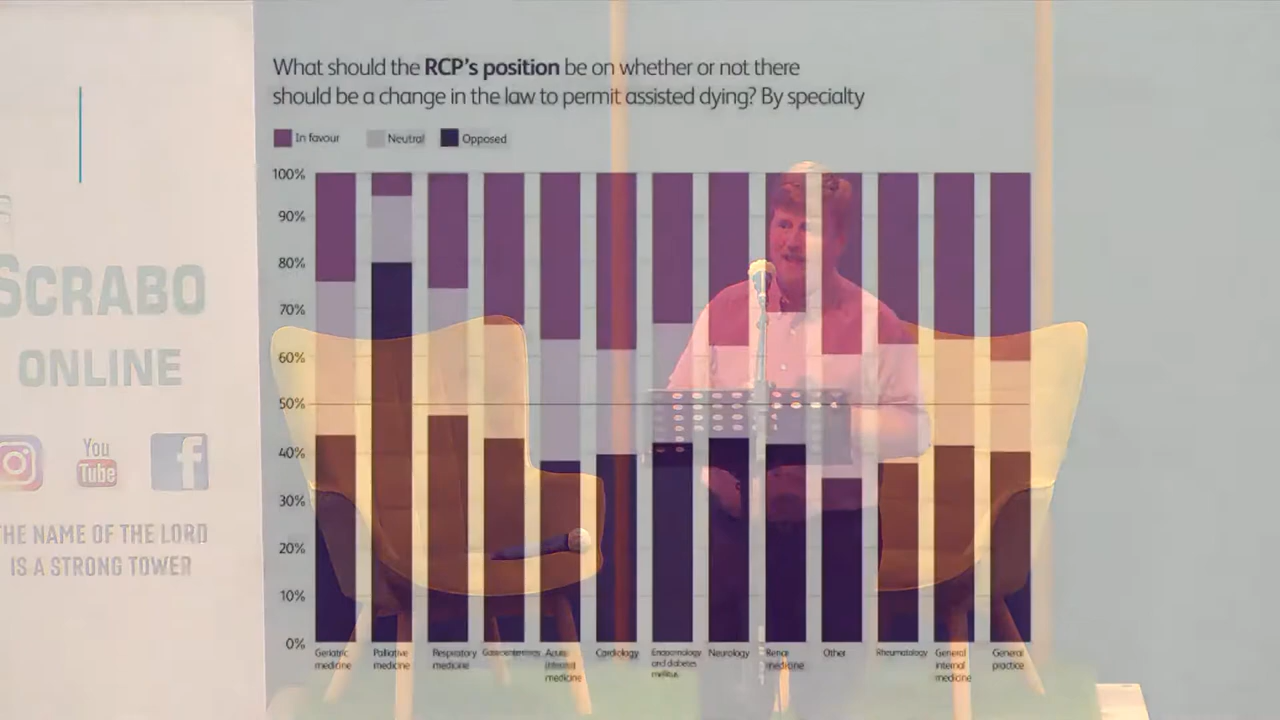 What should the RCP's position be on whether or not there
should be a change in the law to permit assisted dying? By specialty
In favour Neutral Opposed
100%
90%
80%
70%
60%
50%
40%
30%
20%
10%
0%
Geriatric
medicine
Palliative
medicine
Respiratory
medicine
Gastroenterology
Acute
internal
medicine
Cardiology
Endocrinology
and diabetes
mellitus
Neurology
Renal
medicine
Other
Rheumatology
General
internal
medicine
General
practice
SCRABO
ONLINE
You
Tube
f
THE NAME OF THE LORD
IS A STRONG TOWER